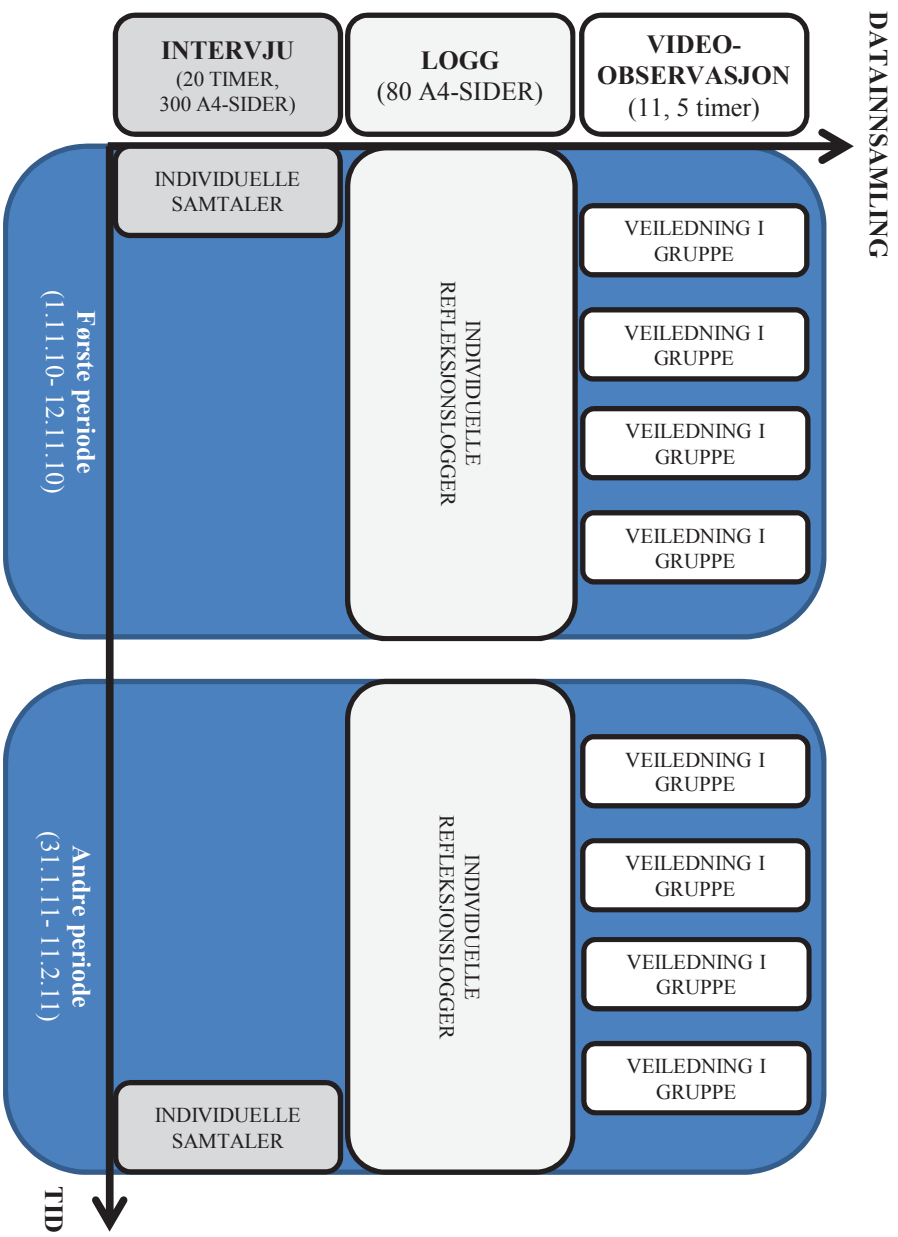 DATAINNSAMLING
VIDEO-
OBSERVASJON
(11, 5 timer)
LOGG
(80 A4-SIDER)
INTERVJU
(20 TIMER,
300 A4-SIDER)
VEILEDNING I
GRUPPE
VEILEDNING I
GRUPPE
VEILEDNING I
GRUPPE
VEILEDNING I
GRUPPE
INDIVIDUELLE
REFLEKSJONSLOGGER
INDIVIDUELLE
SAMTALER
Første periode
(1.11.10- 12.11.10)
VEILEDNING I
GRUPPE
VEILEDNING I
GRUPPE
VEILEDNING I
GRUPPE
VEILEDNING I
GRUPPE
INDIVIDUELLE
REFLEKSJONSLOGGER
INDIVIDUELLE
SAMTALER
Andre periode
(31.1.11- 11.2.11)
TID